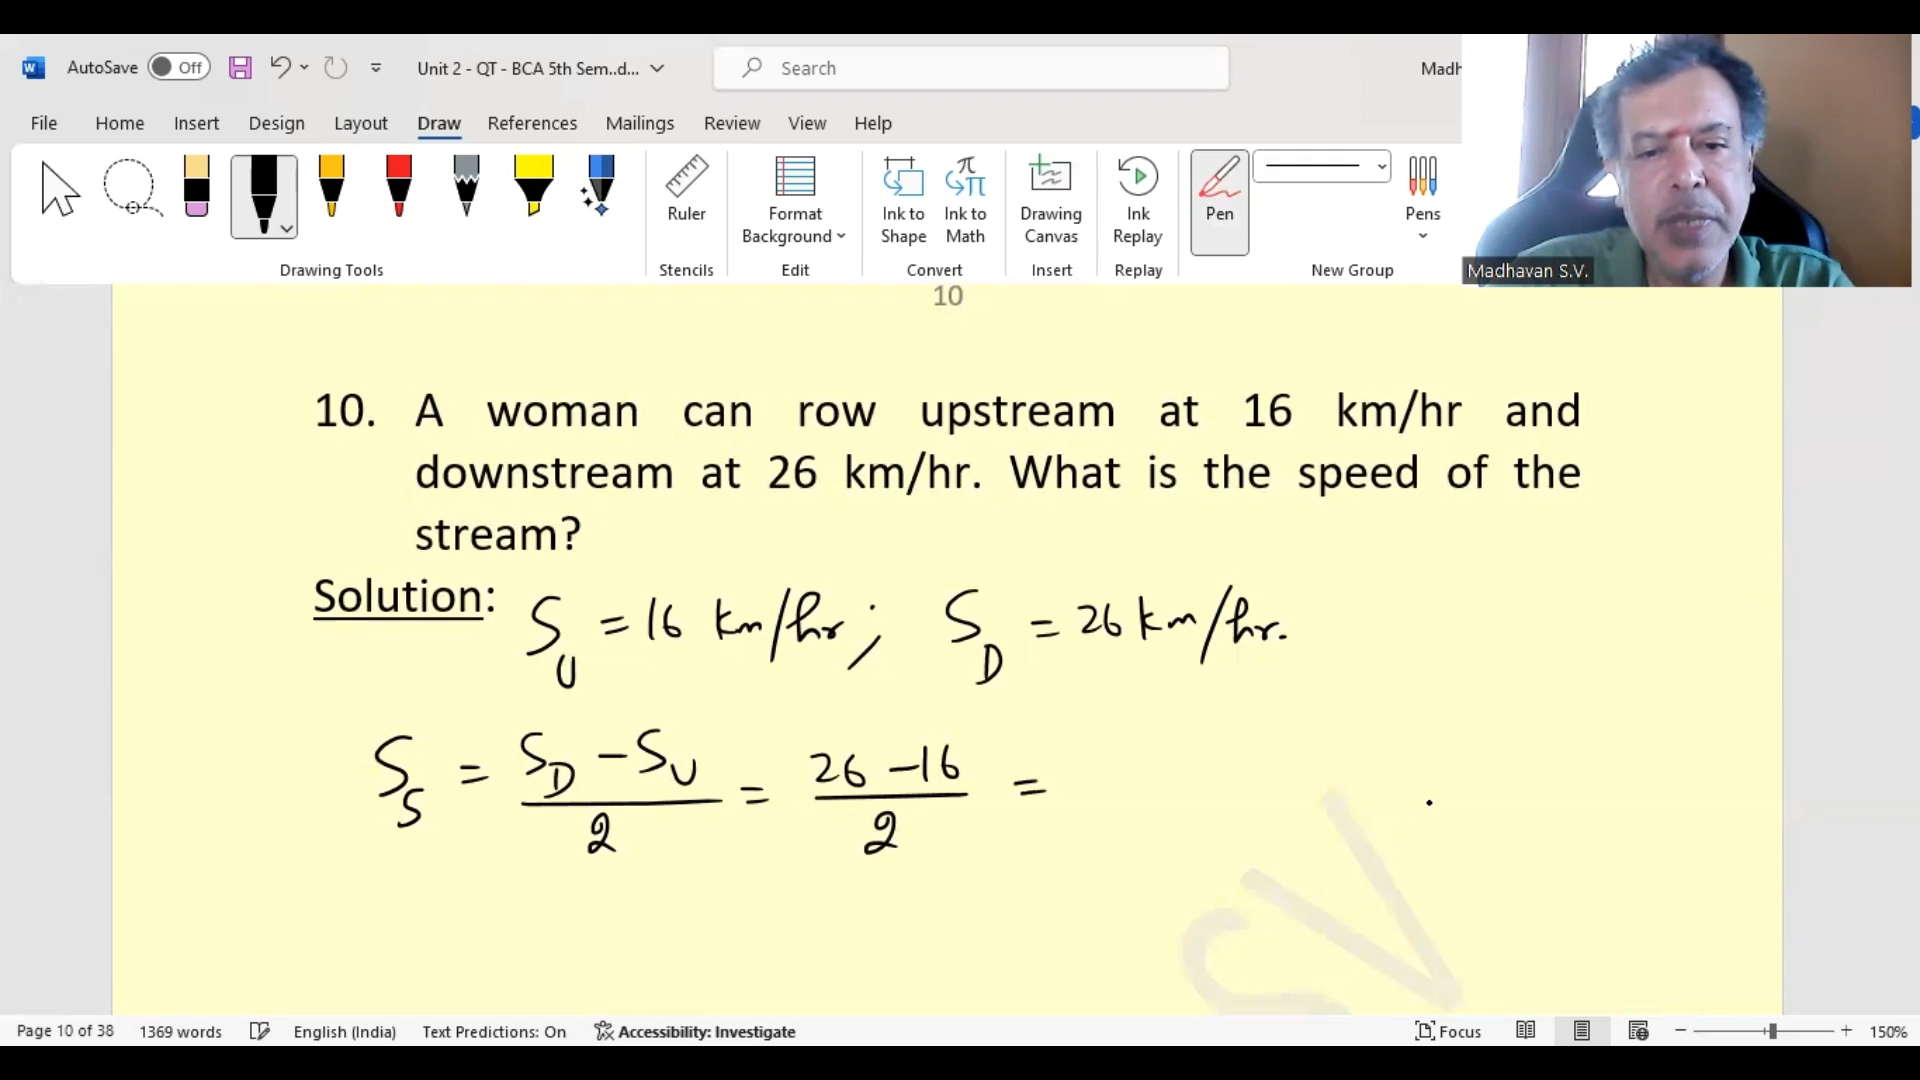 AutoSave Off Unit 2 - QT - BCA 5th Sem..d... Search Madh
File Home Insert Design Layout Draw References Mailings Review View Help
Ruler Format Background Ink to Shape Ink to Math Drawing Canvas Ink Replay Pen Pens
Drawing Tools Stencils Edit Convert Insert Replay New Group
Madhavan S.V.
10
10. A woman can row upstream at 16 km/hr and
downstream at 26 km/hr. What is the speed of the
stream?
Solution: S_U = 16 km/hr; S_D = 26 km/hr.
S_S = (S_D - S_U)/2 = (26 - 16)/2 =
SV
Page 10 of 38 1369 words English (India) Text Predictions: On Accessibility: Investigate Focus 150%